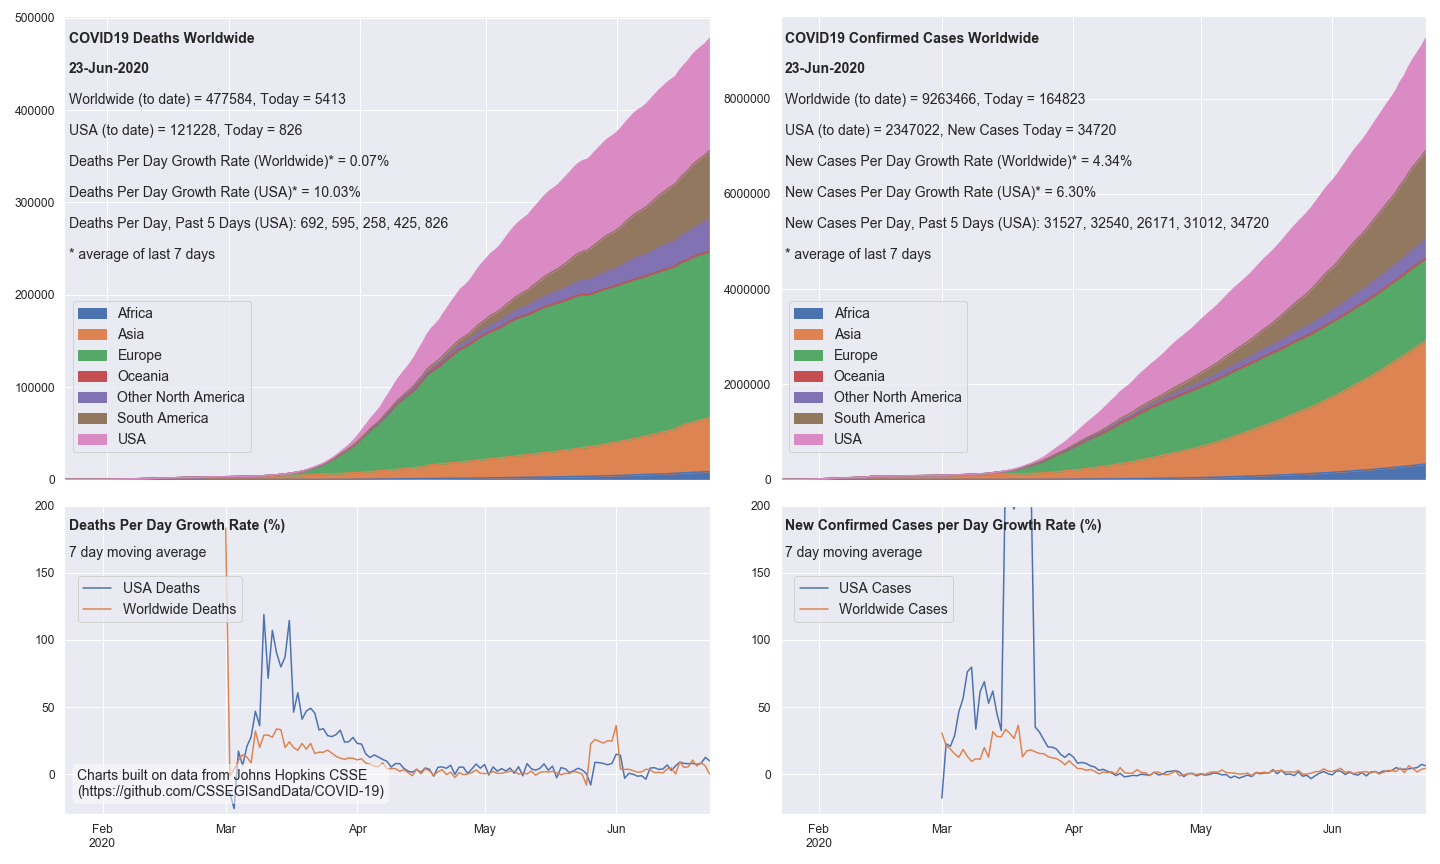 500000
400000
300000
200000
100000
0
COVID19 Deaths Worldwide
23-Jun-2020
Worldwide (to date) = 477584, Today = 5413
USA (to date) = 121228, Today = 826
Deaths Per Day Growth Rate (Worldwide)* = 0.07%
Deaths Per Day Growth Rate (USA)* = 10.03%
Deaths Per Day, Past 5 Days (USA): 692, 595, 258, 425, 826
* average of last 7 days
Africa
Asia
Europe
Oceania
Other North America
South America
USA
8000000
6000000
4000000
2000000
0
COVID19 Confirmed Cases Worldwide
23-Jun-2020
Worldwide (to date) = 9263466, Today = 164823
USA (to date) = 2347022, New Cases Today = 34720
New Cases Per Day Growth Rate (Worldwide)* = 4.34%
New Cases Per Day Growth Rate (USA)* = 6.30%
New Cases Per Day, Past 5 Days (USA): 31527, 32540, 26171, 31012, 34720
* average of last 7 days
Africa
Asia
Europe
Oceania
Other North America
South America
USA
200
150
100
50
0
Deaths Per Day Growth Rate (%)
7 day moving average
USA Deaths
Worldwide Deaths
Charts built on data from Johns Hopkins CSSE
(https://github.com/CSSEGISandData/COVID-19)
Feb Mar Apr May Jun
2020
200
150
100
50
0
New Confirmed Cases per Day Growth Rate (%)
7 day moving average
USA Cases
Worldwide Cases
Feb Mar Apr May Jun
2020